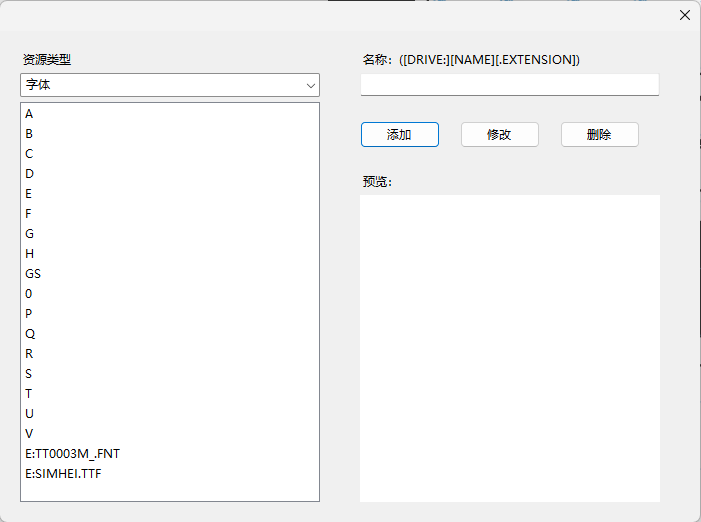 资源类型
字体
A
B
C
D
E
F
G
H
GS
0
P
Q
R
S
T
U
V
E:TT0003M_.FNT
E:SIMHEI.TTF
名称：([DRIVE:][NAME][.EXTENSION])
添加
修改
删除
预览：